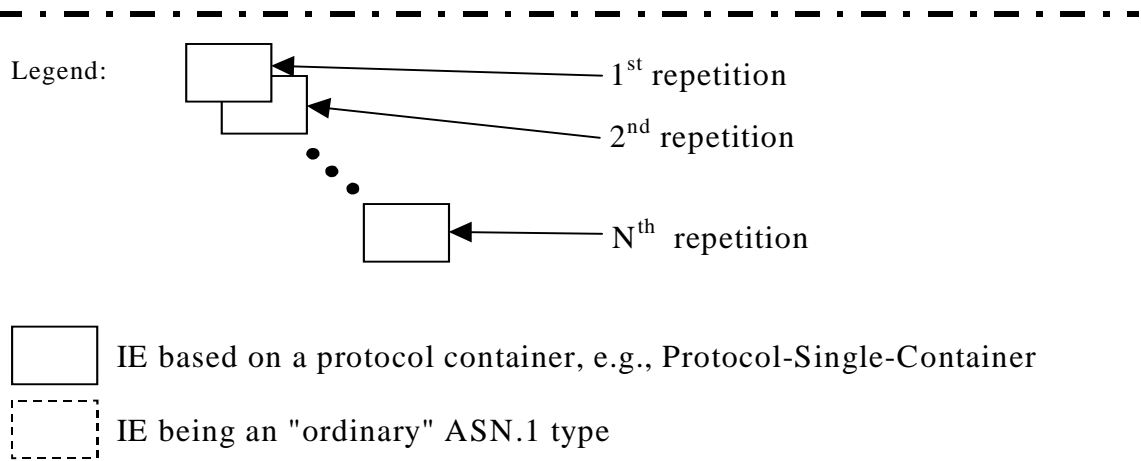 Legend:
1st repetition
2nd repetition
Nth repetition
IE based on a protocol container, e.g., Protocol-Single-Container
IE being an "ordinary" ASN.1 type